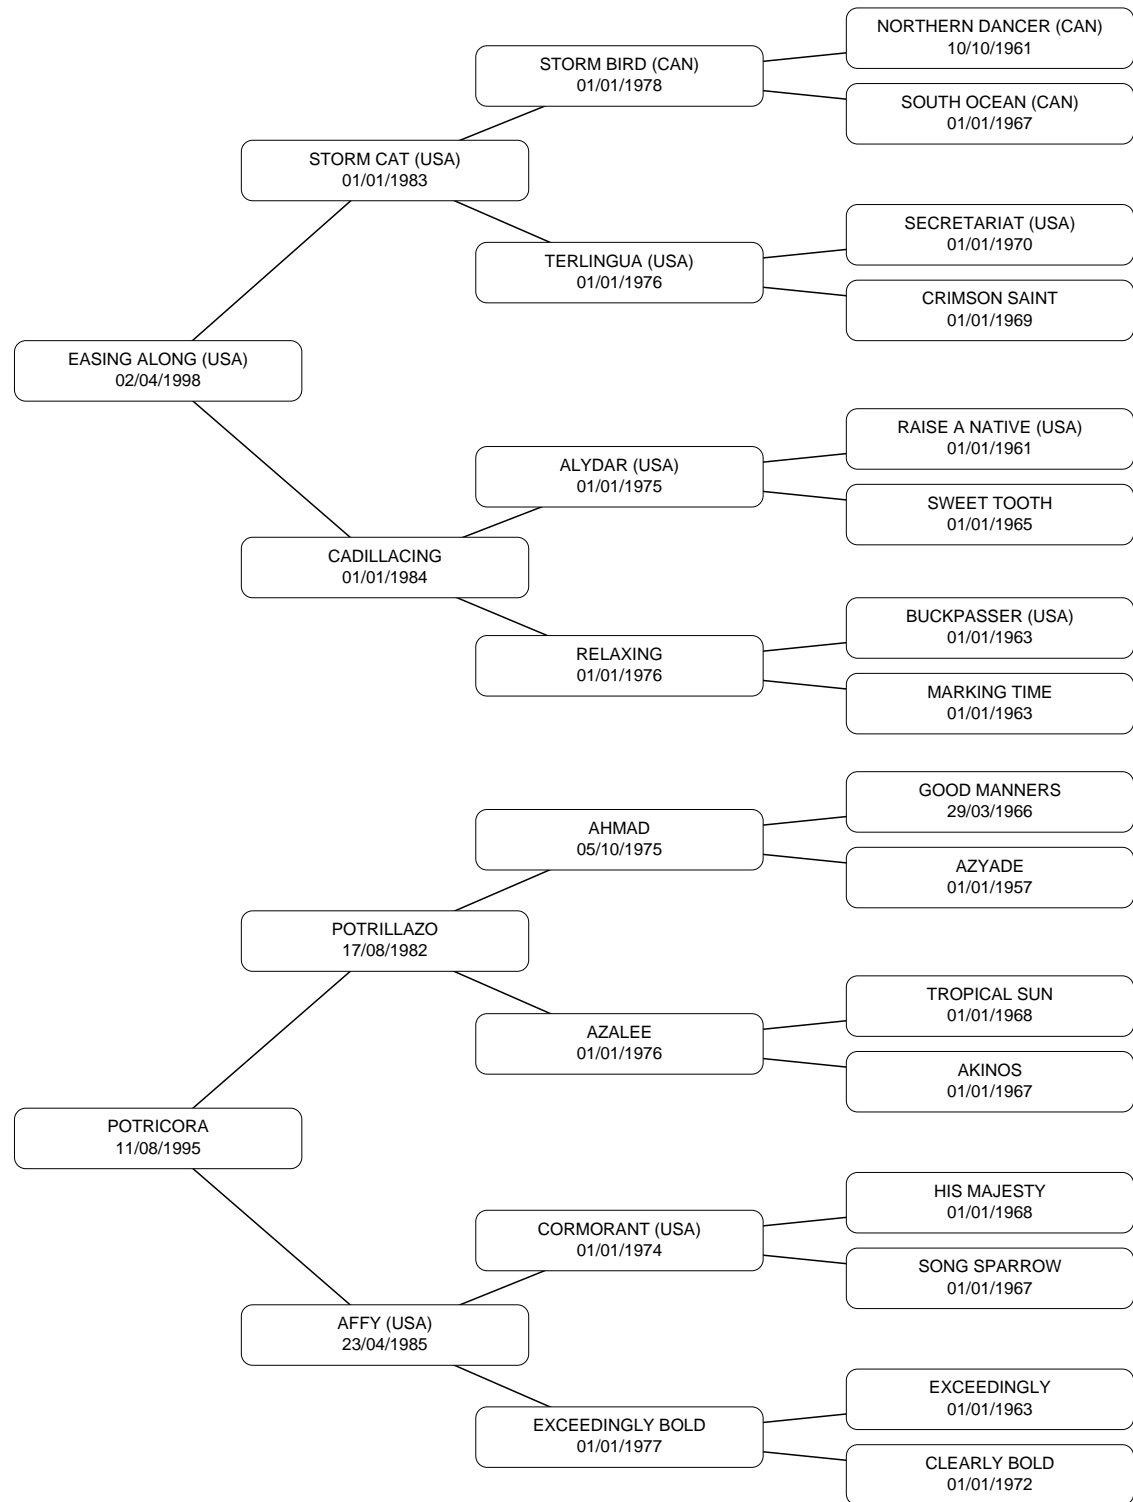 NORTHERN DANCER (CAN)
10/10/1961
STORM BIRD (CAN)
01/01/1978
SOUTH OCEAN (CAN)
01/01/1967
STORM CAT (USA)
01/01/1983
SECRETARIAT (USA)
01/01/1970
TERLINGUA (USA)
01/01/1976
CRIMSON SAINT
01/01/1969
EASING ALONG (USA)
02/04/1998
RAISE A NATIVE (USA)
01/01/1961
ALYDAR (USA)
01/01/1975
SWEET TOOTH
01/01/1965
CADILLACING
01/01/1984
BUCKPASSER (USA)
01/01/1963
RELAXING
01/01/1976
MARKING TIME
01/01/1963
GOOD MANNERS
29/03/1966
AHMAD
05/10/1975
AZYADE
01/01/1957
POTRILLAZO
17/08/1982
TROPICAL SUN
01/01/1968
AZALEE
01/01/1976
AKINOS
01/01/1967
POTRICORA
11/08/1995
HIS MAJESTY
01/01/1968
CORMORANT (USA)
01/01/1974
SONG SPARROW
01/01/1967
AFFY (USA)
23/04/1985
EXCEEDINGLY
01/01/1963
EXCEEDINGLY BOLD
01/01/1977
CLEARLY BOLD
01/01/1972